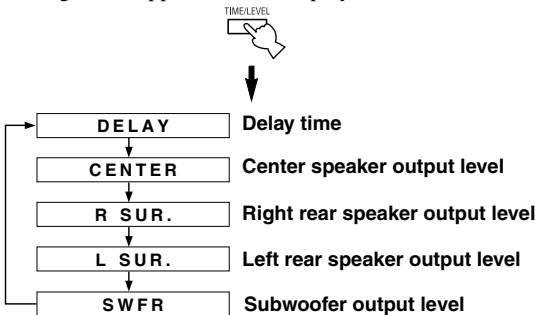 TIME/LEVEL
DELAY Delay time
CENTER Center speaker output level
R SUR. Right rear speaker output level
L SUR. Left rear speaker output level
SWFR Subwoofer output level